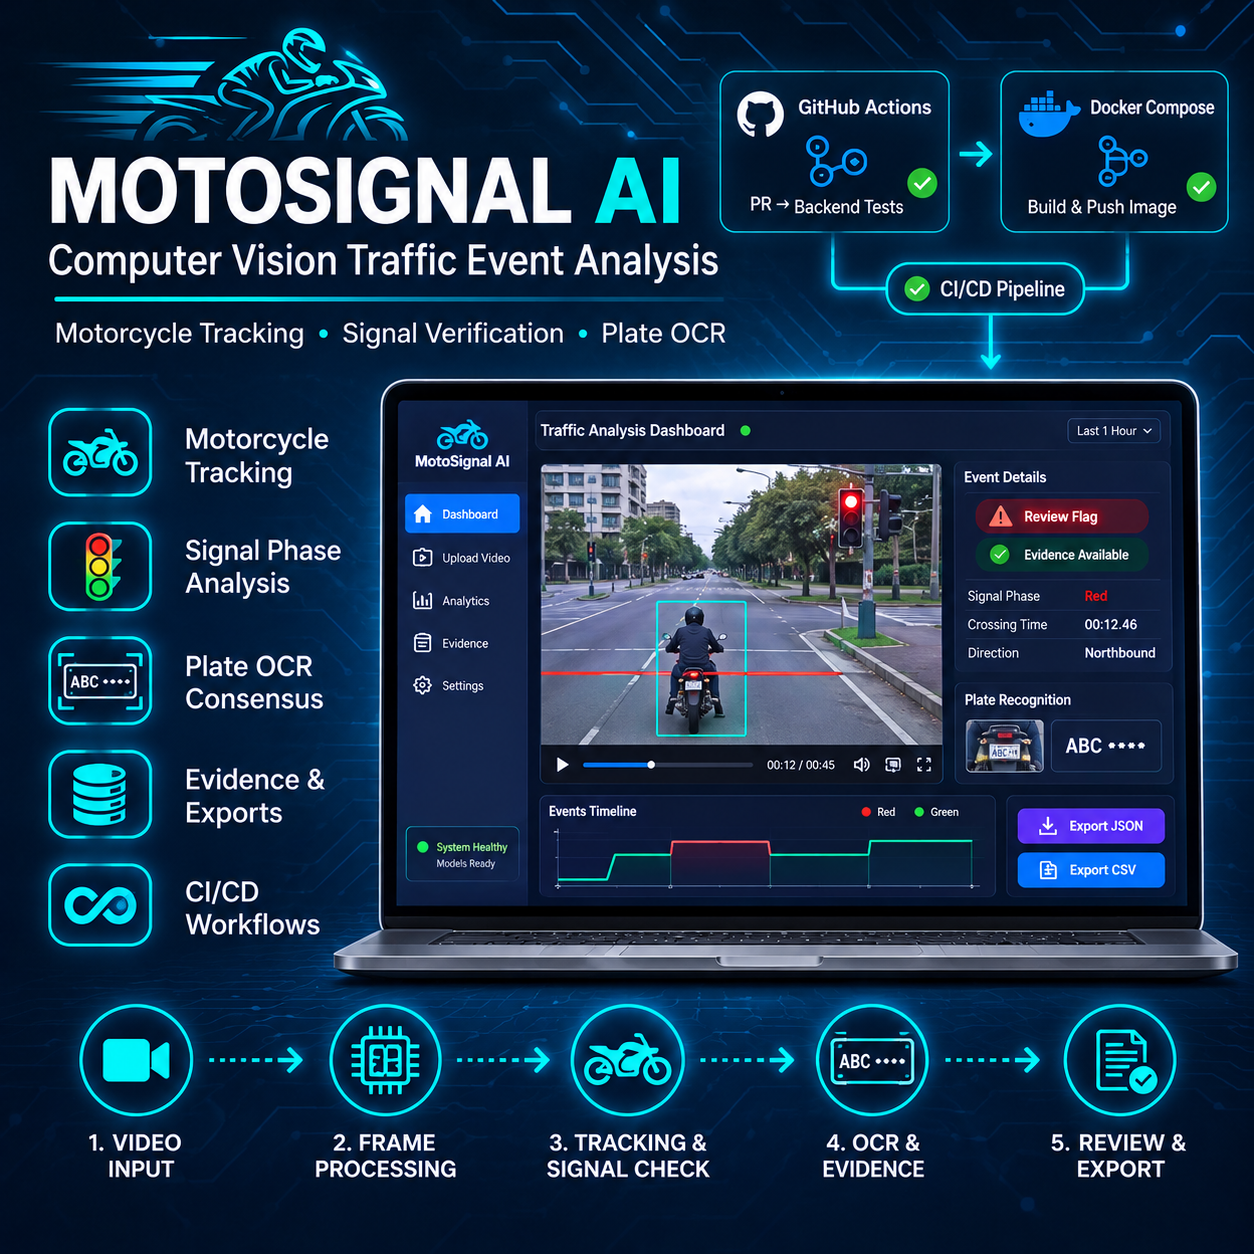 MOTOSIGNAL AI
Computer Vision Traffic Event Analysis
Motorcycle Tracking • Signal Verification • Plate OCR
GitHub Actions
PR → Backend Tests
Docker Compose
Build & Push Image
CI/CD Pipeline
Motorcycle
Tracking
Signal Phase
Analysis
ABC ••••
Plate OCR
Consensus
Evidence &
Exports
CI/CD
Workflows
MotoSignal AI
Dashboard
Upload Video
Analytics
Evidence
Settings
System Healthy
Models Ready
Traffic Analysis Dashboard
Last 1 Hour
00:12 / 00:45
Event Details
Review Flag
Evidence Available
Signal Phase Red
Crossing Time 00:12.46
Direction Northbound
Plate Recognition
ABC ••••
Events Timeline
Red
Green
Export JSON
Export CSV
ABC ••••
1. VIDEO
INPUT
2. FRAME
PROCESSING
3. TRACKING &
SIGNAL CHECK
4. OCR &
EVIDENCE
5. REVIEW &
EXPORT